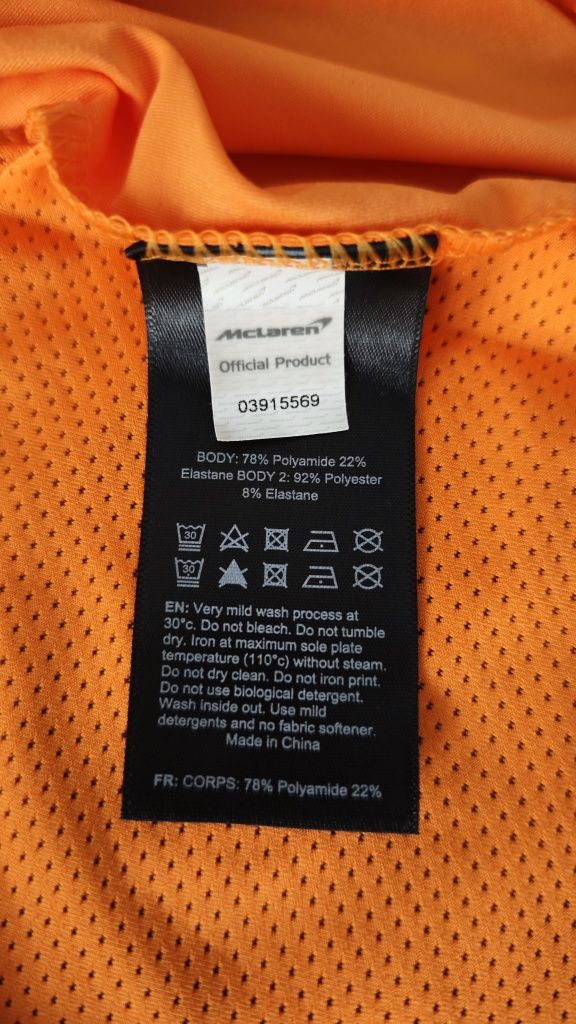 McLaren
Official Product
03915569
BODY: 78% Polyamide 22%
Elastane BODY 2: 92% Polyester
8% Elastane
30
30
EN: Very mild wash process at
30°c. Do not bleach. Do not tumble
dry. Iron at maximum sole plate
temperature (110°c) without steam.
Do not dry clean. Do not iron print.
Do not use biological detergent.
Wash inside out. Use mild
detergents and no fabric softener.
Made in China
FR: CORPS: 78% Polyamide 22%